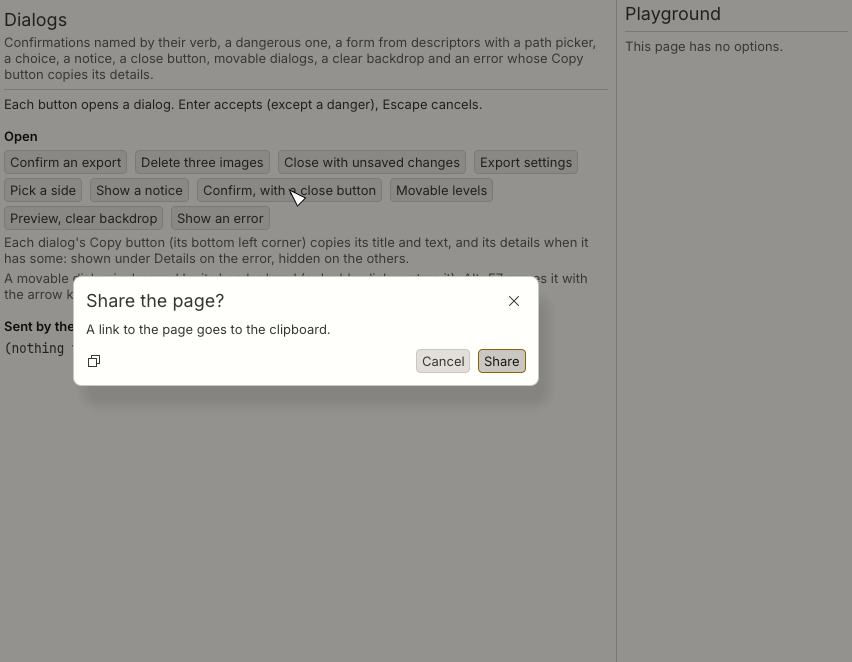 Dialogs
Confirmations named by their verb, a dangerous one, a form from descriptors with a path picker,
a choice, a notice, a close button, movable dialogs, a clear backdrop and an error whose Copy
button copies its details.
Each button opens a dialog. Enter accepts (except a danger), Escape cancels.
Open
Confirm an export
Delete three images
Close with unsaved changes
Export settings
Pick a side
Show a notice
Confirm, with a close button
Movable levels
Preview, clear backdrop
Show an error
Each dialog's Copy button (its bottom left corner) copies its title and text, and its details when it
has some: shown under Details on the error, hidden on the others.
A movable
it with
the arrow
Sent by the
(nothing
Share the page?
A link to the page goes to the clipboard.
Cancel
Share
Playground
This page has no options.